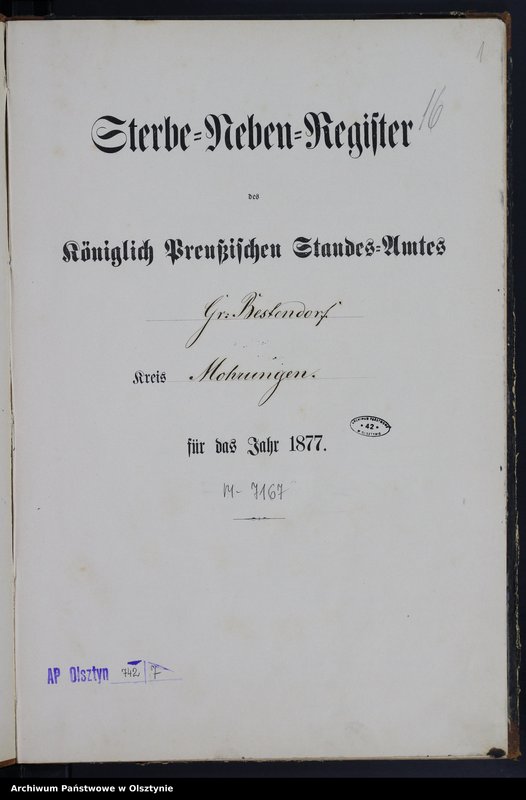 1
16
Sterbe=Neben=Register
des
Königlich Preußischen Standes=Amtes
Gr: Bestendorf
Kreis Mohrungen.
für das Jahr 1877.
M- 7167
42
AP Olsztyn 742 / 7
Archiwum Państwowe w Olsztynie